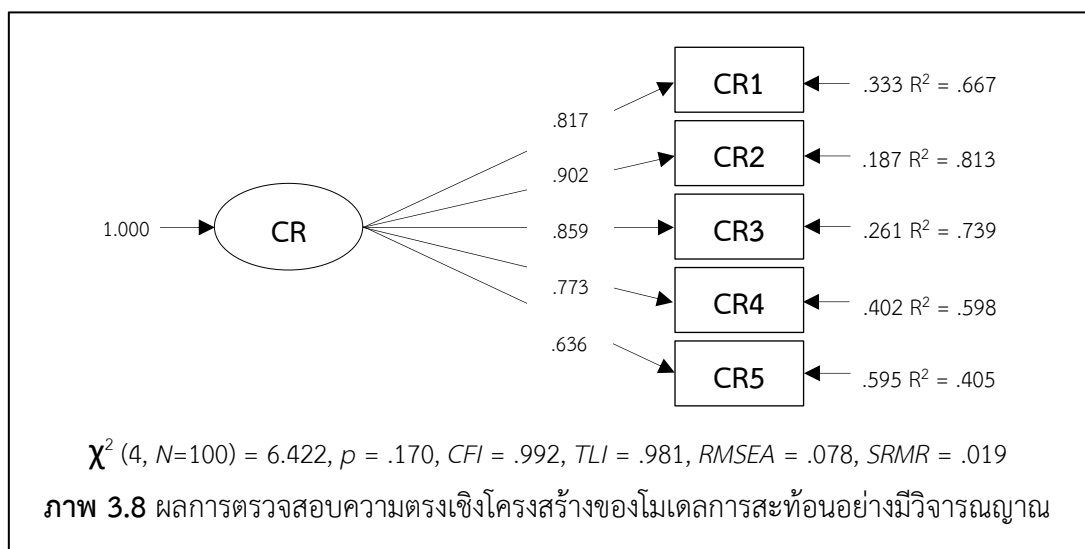 CR1
.333 R² = .667
.817
CR2
.187 R² = .813
.902
1.000
CR
.859
CR3
.261 R² = .739
.773
CR4
.402 R² = .598
.636
CR5
.595 R² = .405
χ² (4, N=100) = 6.422, p = .170, CFI = .992, TLI = .981, RMSEA = .078, SRMR = .019
ภาพ 3.8 ผลการตรวจสอบความตรงเชิงโครงสร้างของโมเดลการสะท้อนอย่างมีวิจารณญาณ